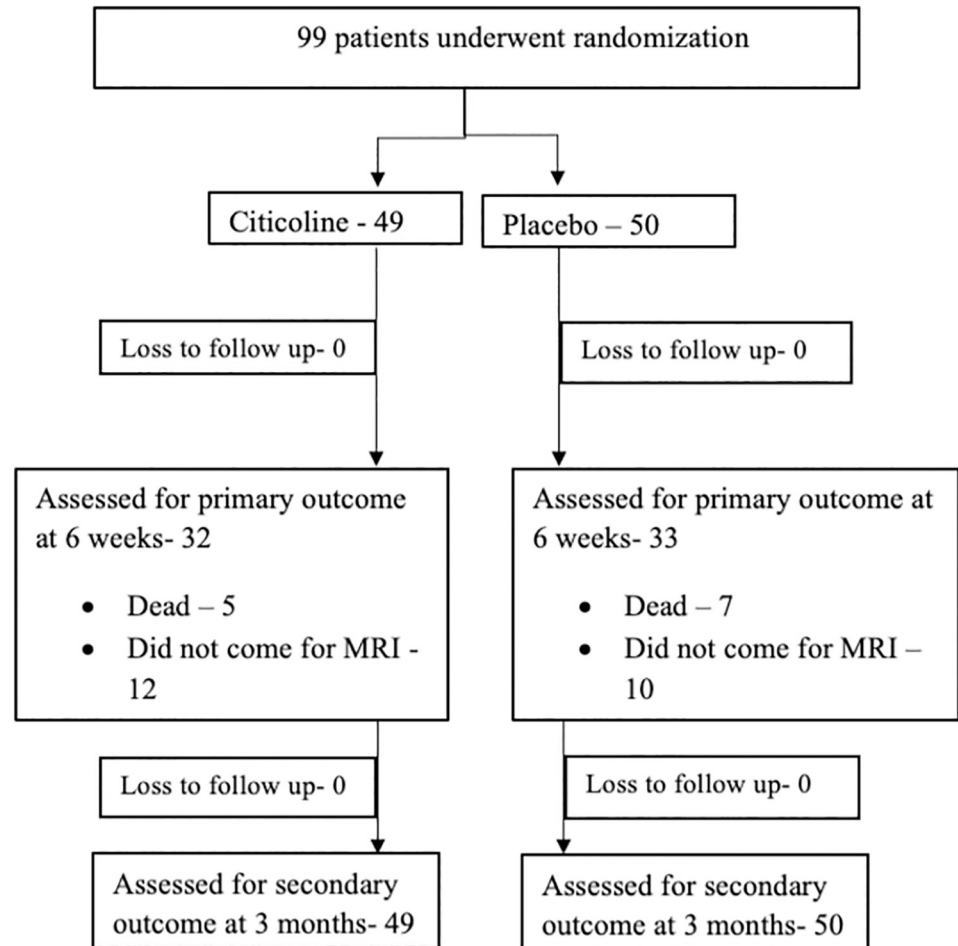 99 patients underwent randomization
Citicoline - 49
Placebo – 50
Loss to follow up- 0
Loss to follow up- 0
Assessed for primary outcome
at 6 weeks- 32
• Dead – 5
• Did not come for MRI -
12
Assessed for primary outcome at
6 weeks- 33
• Dead – 7
• Did not come for MRI –
10
Loss to follow up- 0
Loss to follow up- 0
Assessed for secondary
outcome at 3 months- 49
Assessed for secondary
outcome at 3 months- 50